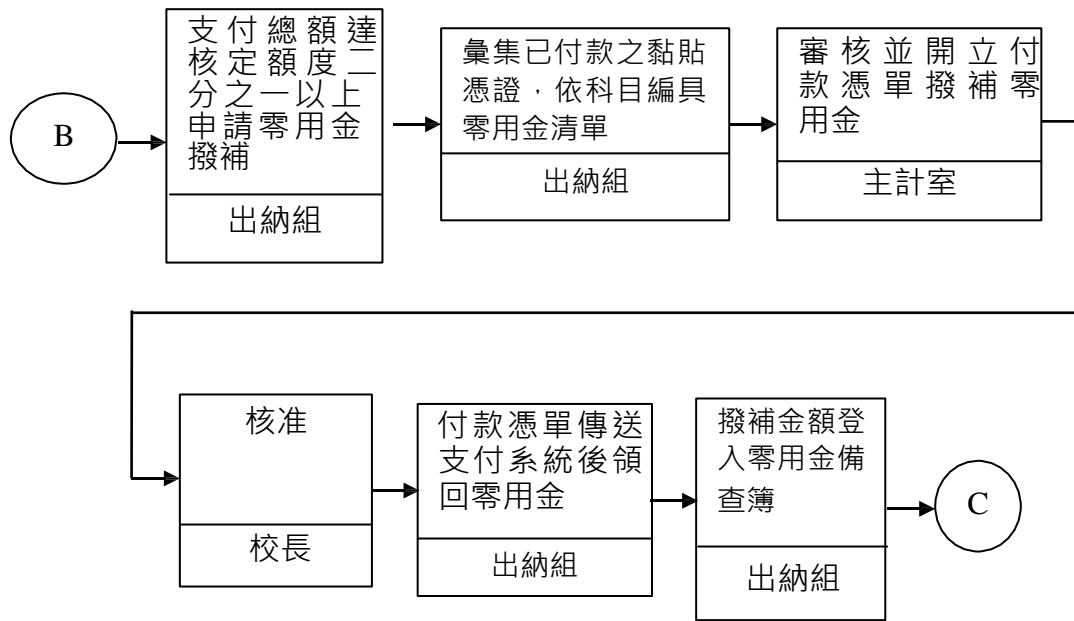 B
支付總額達
核定額度二
分之一以上
申請零用金
撥補
出納組
彙集已付款之黏貼
憑證，依科目編具
零用金清單
出納組
審核並開立付
款憑單撥補零
用金
主計室
核准
校長
付款憑單傳送
支付系統後領
回零用金
出納組
撥補金額登
入零用金備
查簿
出納組
C